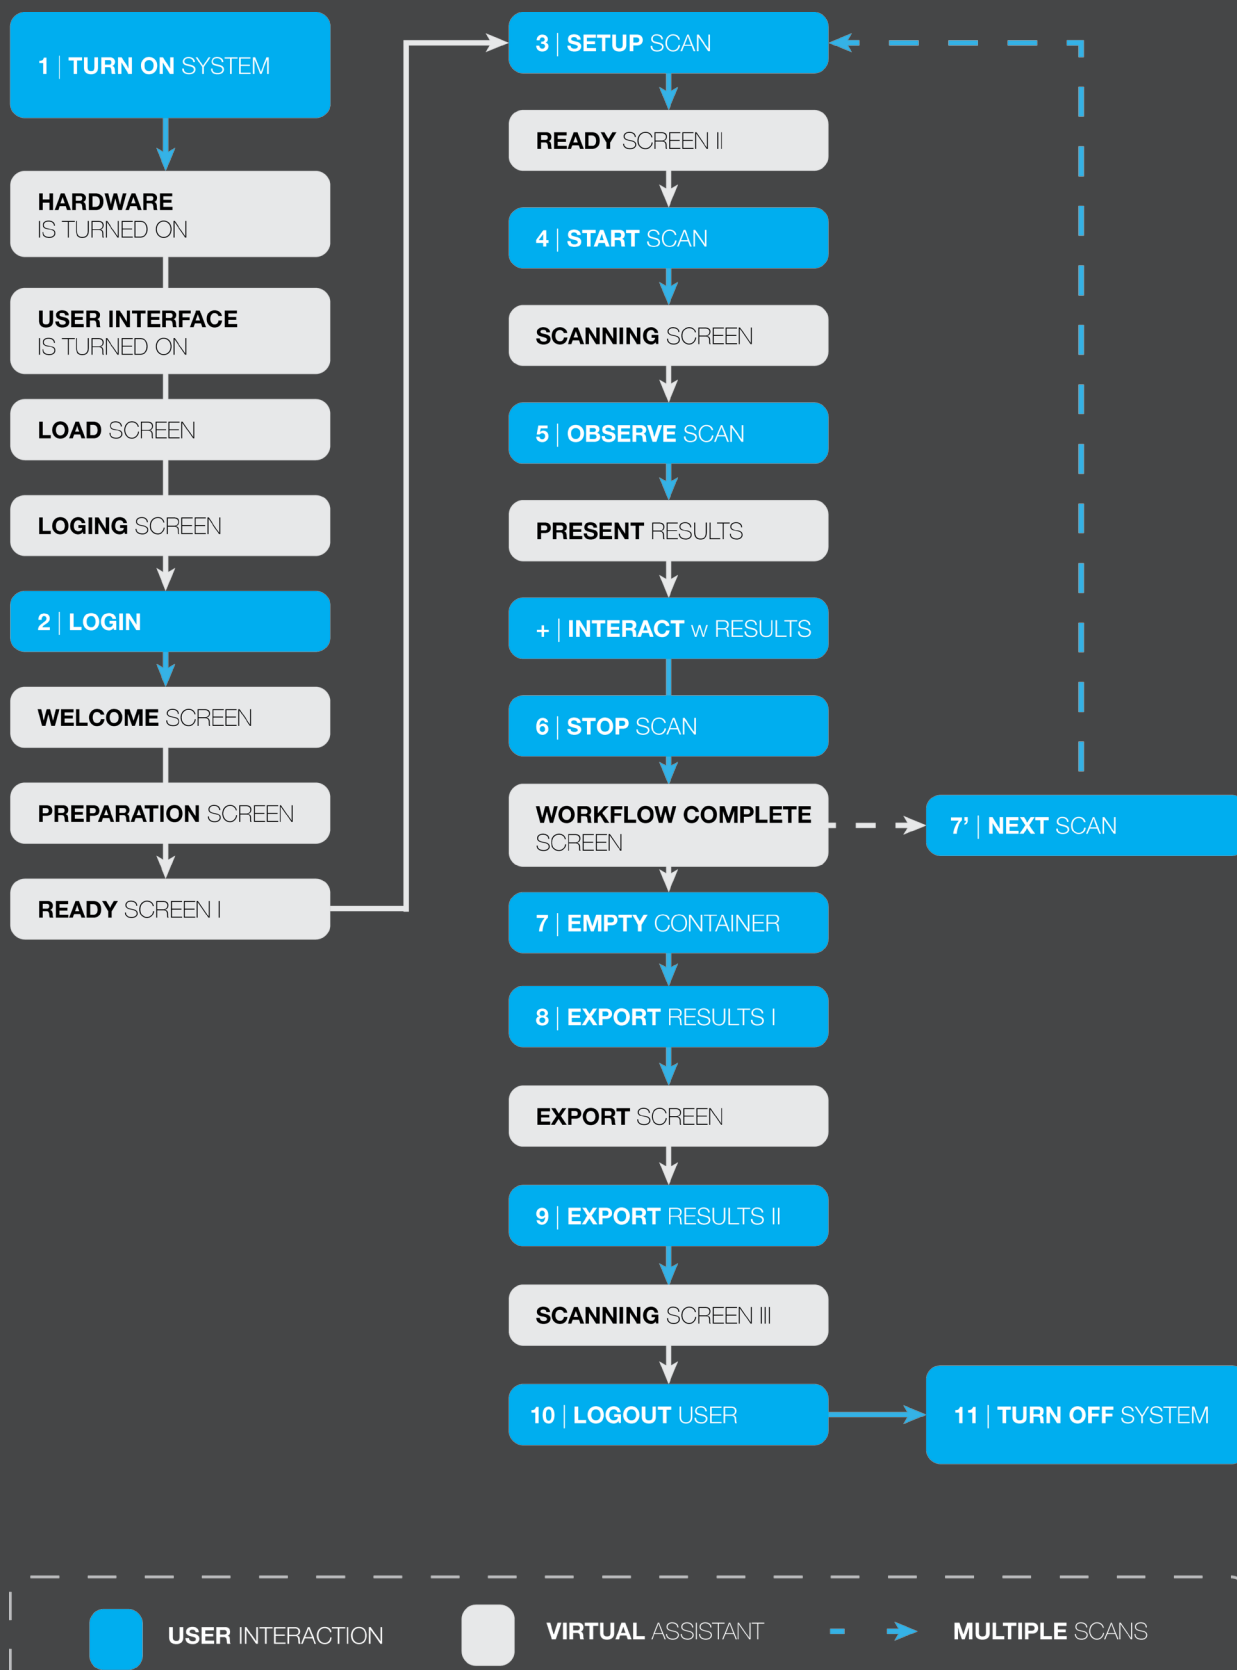 1 | TURN ON SYSTEM
HARDWARE
IS TURNED ON
USER INTERFACE
IS TURNED ON
LOAD SCREEN
LOGING SCREEN
2 | LOGIN
WELCOME SCREEN
PREPARATION SCREEN
READY SCREEN I
3 | SETUP SCAN
READY SCREEN II
4 | START SCAN
SCANNING SCREEN
5 | OBSERVE SCAN
PRESENT RESULTS
+ | INTERACT w RESULTS
6 | STOP SCAN
WORKFLOW COMPLETE
SCREEN
7' | NEXT SCAN
7 | EMPTY CONTAINER
8 | EXPORT RESULTS I
EXPORT SCREEN
9 | EXPORT RESULTS II
SCANNING SCREEN III
10 | LOGOUT USER
11 | TURN OFF SYSTEM
USER INTERACTION
VIRTUAL ASSISTANT
MULTIPLE SCANS